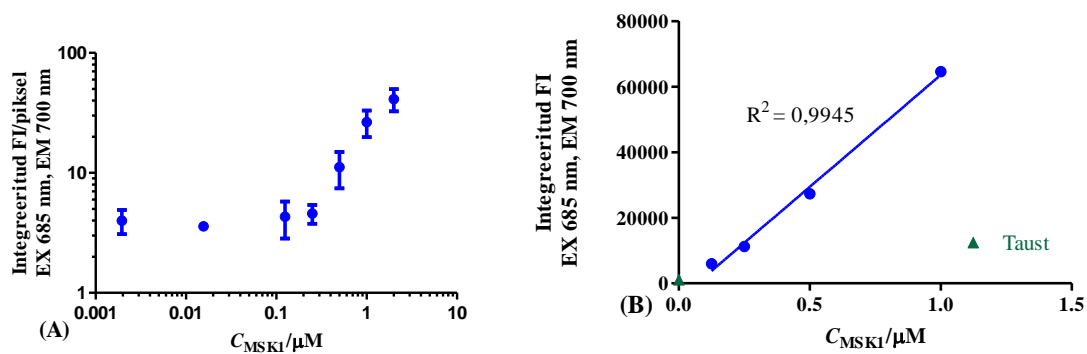 Integreeritud FI/piksel
EX 685 nm, EM 700 nm
100
10
1
0.001
0.01
0.1
1
10
(A)
C_MSK1/μM
Integreeritud FI
EX 685 nm, EM 700 nm
80000
60000
40000
20000
0
R² = 0,9945
Taust
0.0
0.5
1.0
1.5
(B)
C_MSK1/μM